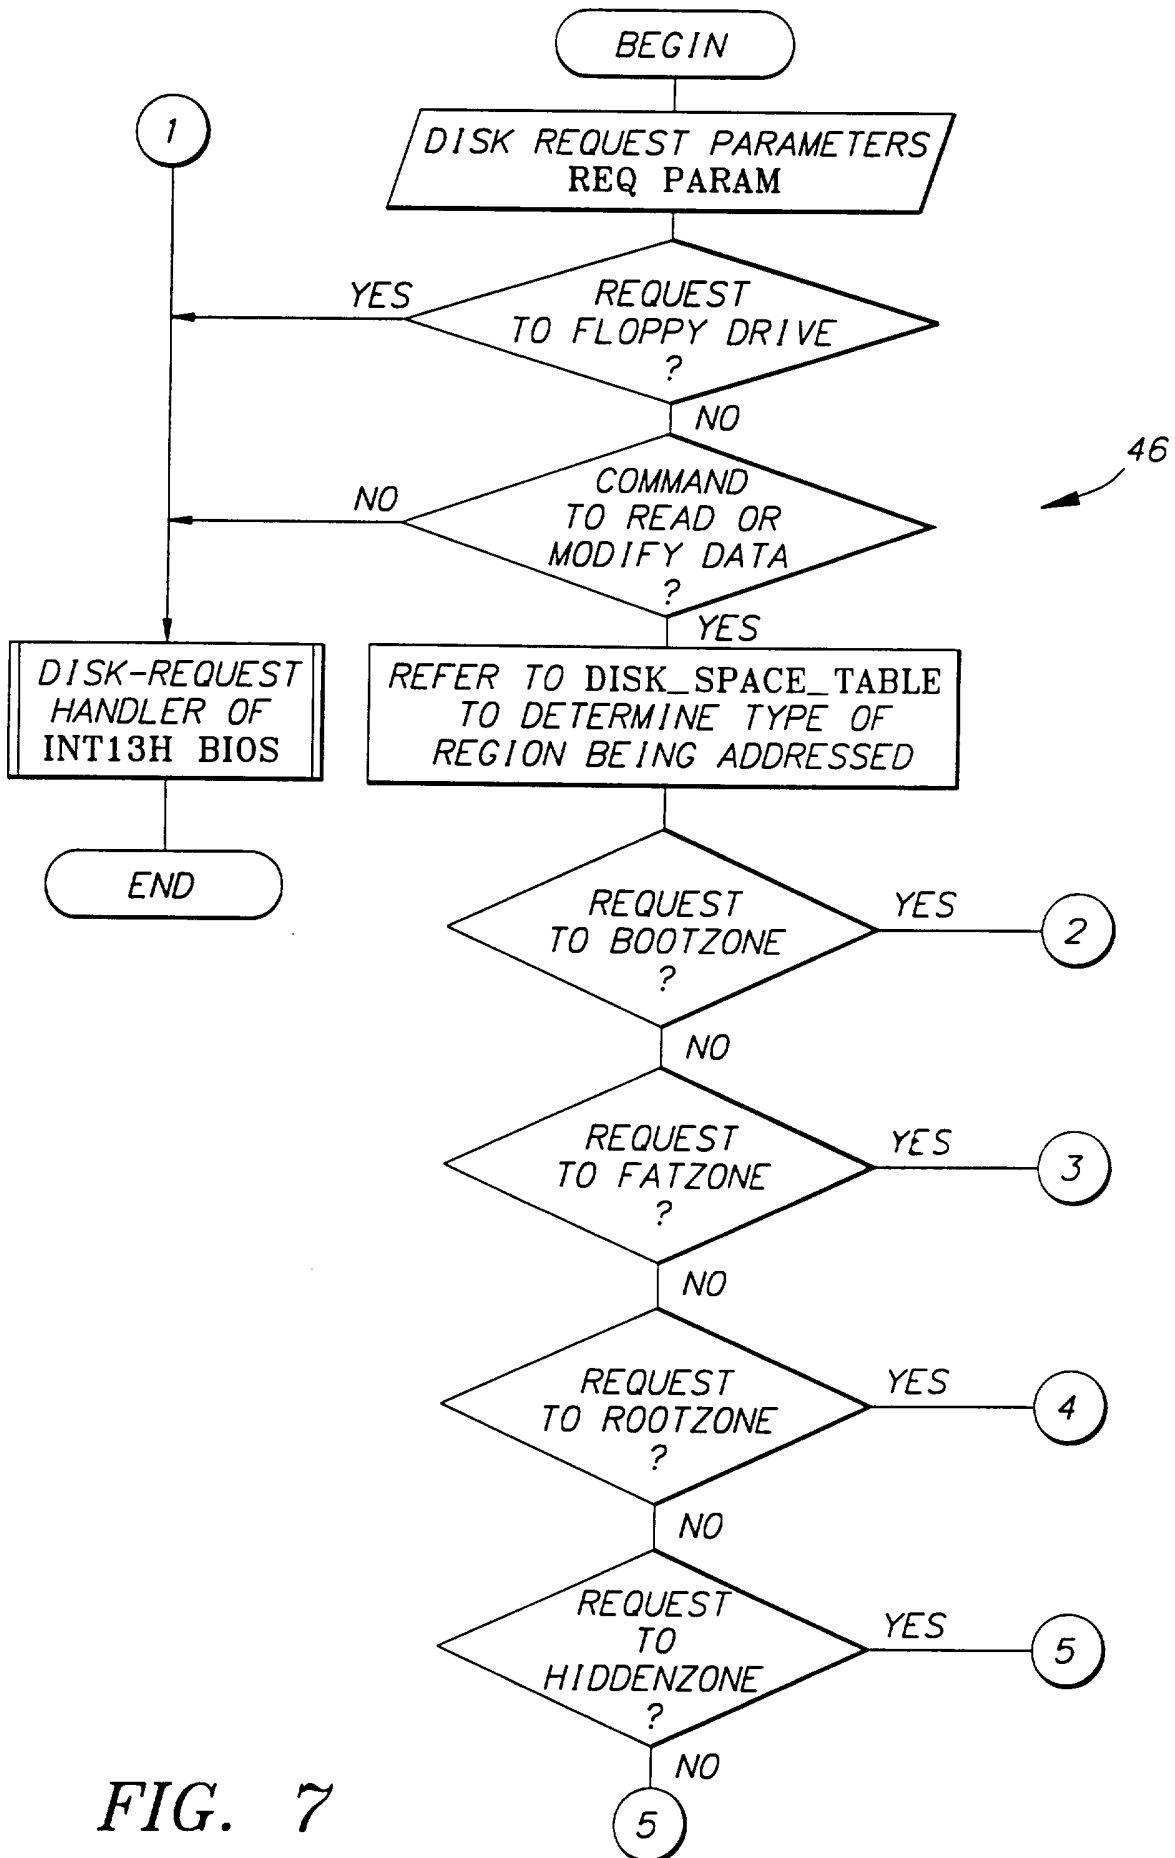 BEGIN
1
DISK REQUEST PARAMETERS
REQ PARAM
REQUEST
TO FLOPPY DRIVE
?
YES
NO
COMMAND
TO READ OR
MODIFY DATA
?
NO
46
YES
DISK-REQUEST
HANDLER OF
INT13H BIOS
REFER TO DISK_SPACE_TABLE
TO DETERMINE TYPE OF
REGION BEING ADDRESSED
END
REQUEST
TO BOOTZONE
?
YES
2
NO
REQUEST
TO FATZONE
?
YES
3
NO
REQUEST
TO ROOTZONE
?
YES
4
NO
REQUEST
TO
HIDDENZONE
?
YES
5
NO
5
FIG. 7